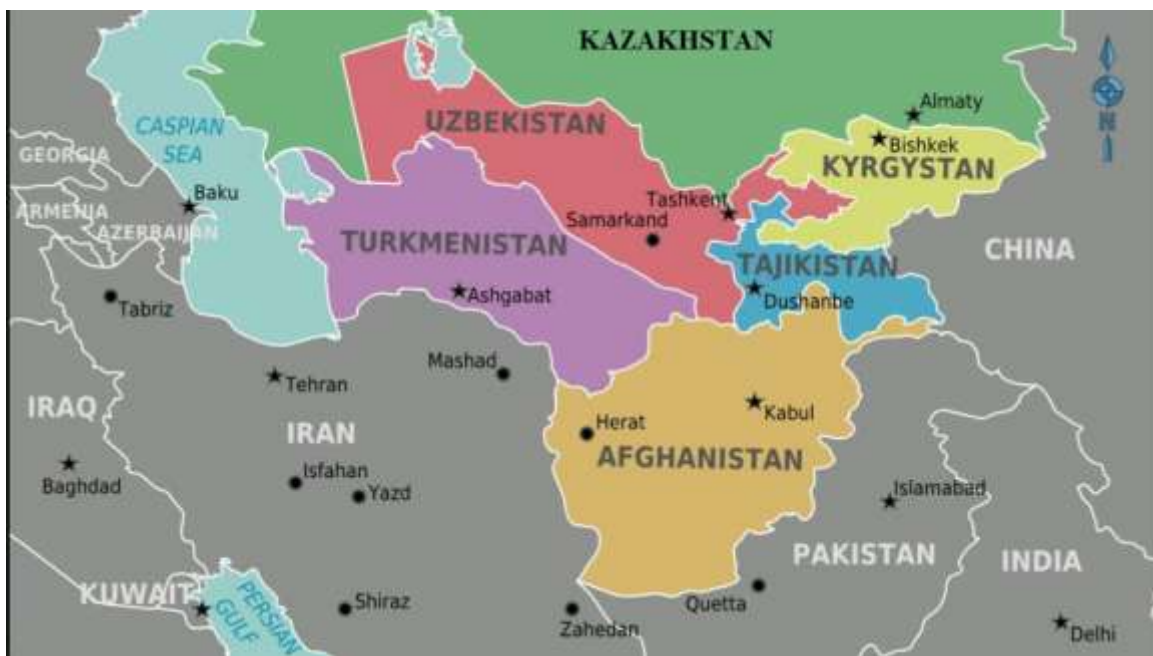 KAZAKHSTAN
Almaty
CASPIAN
SEA
UZBEKISTAN
N
GEORGIA
Bishkek
KYRGYSTAN
Baku
Tashkent
ARMENIA
Samarkand
AZERBAIJAN
TURKMENISTAN
CHINA
TAJIKISTAN
Ashgabat
Dushanbe
Tabriz
Mashad
Tehran
IRAQ
Herat
Kabul
IRAN
AFGHANISTAN
Isfahan
Baghdad
Yazd
Islamabad
PAKISTAN
INDIA
KUWAIT
PERSIAN
GULF
Shiraz
Quetta
Zahedan
Delhi